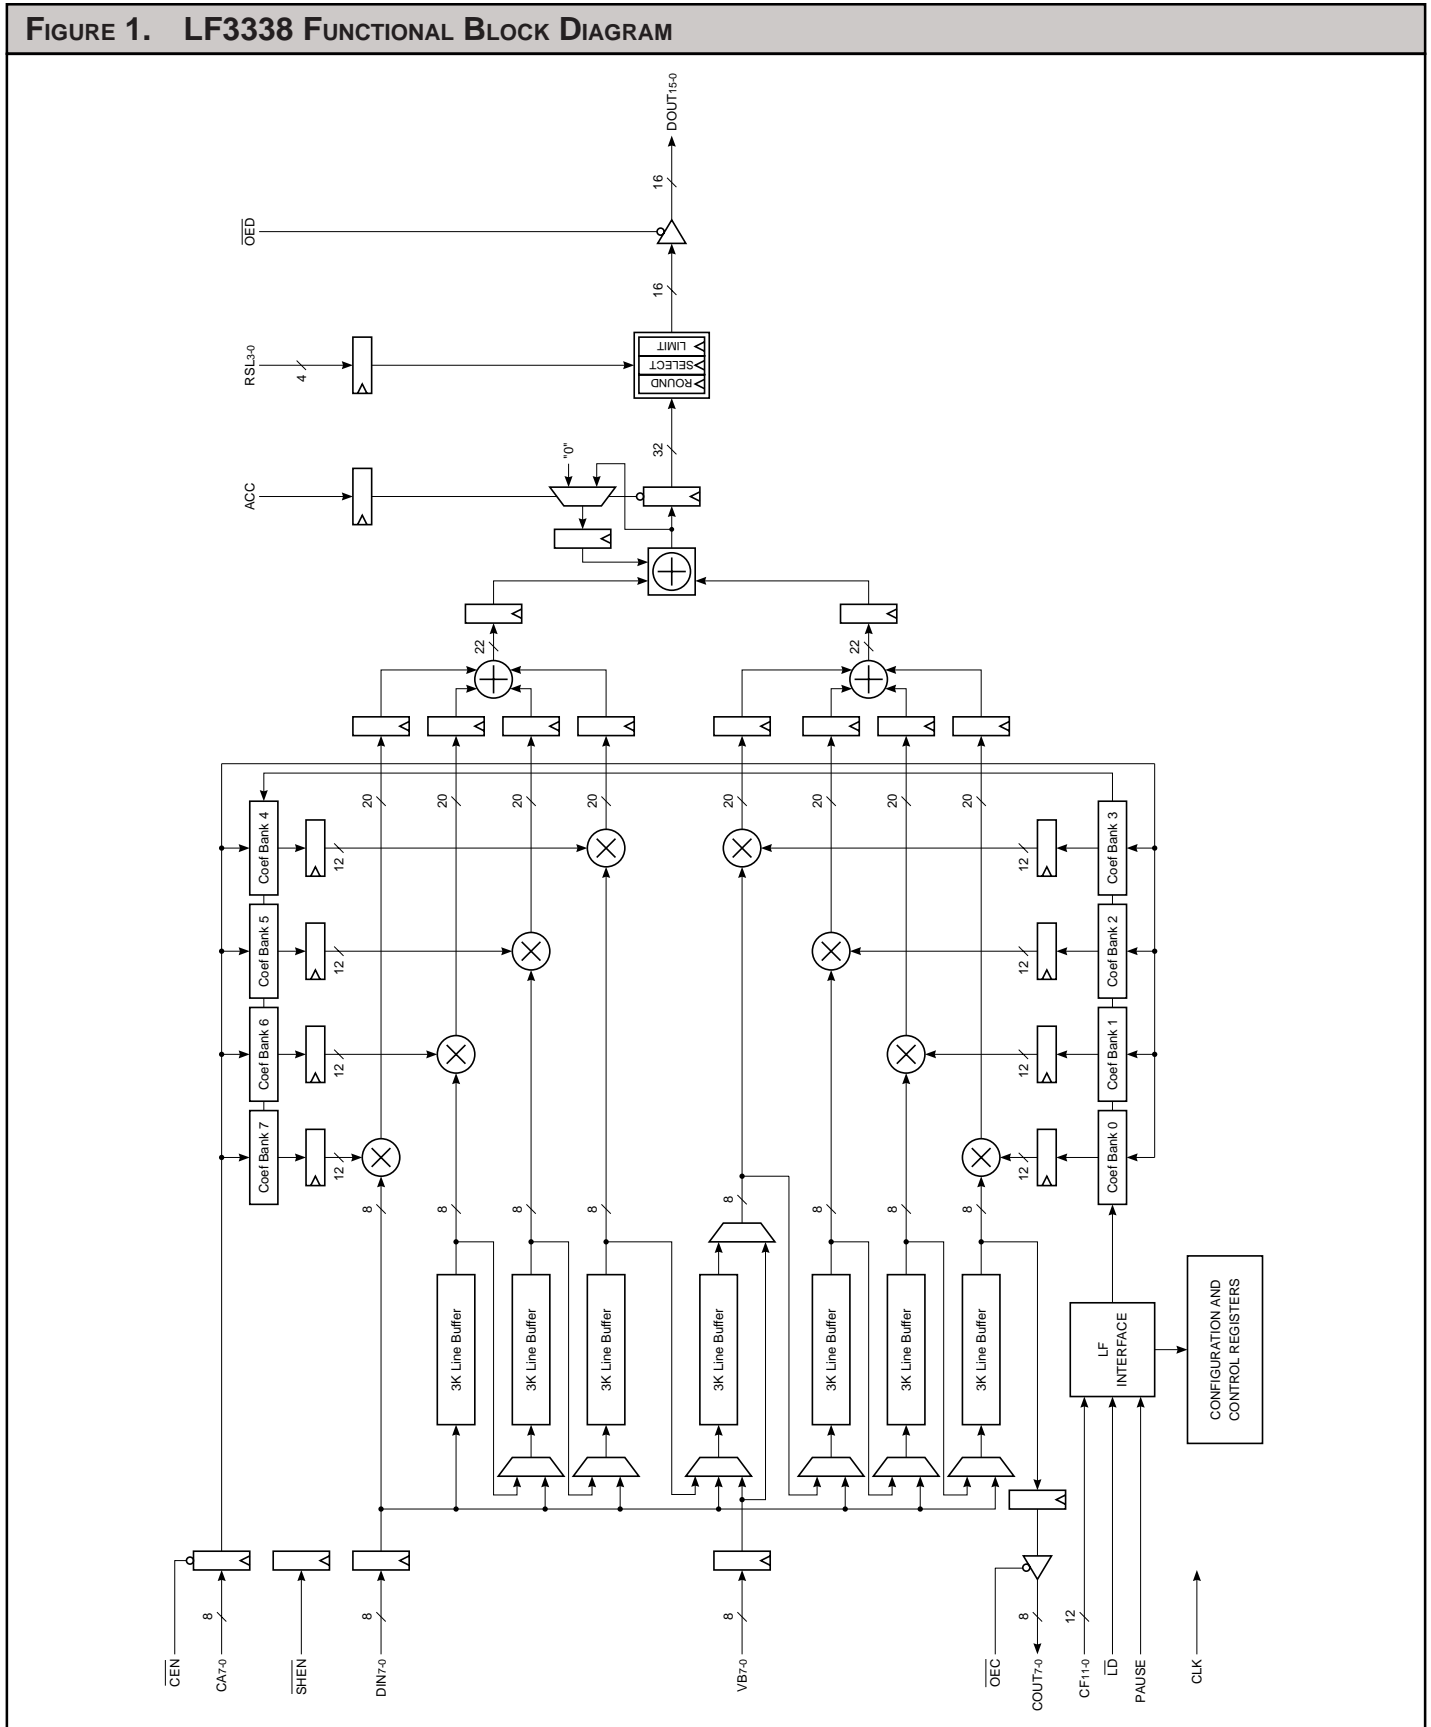 FIGURE 1. LF3338 FUNCTIONAL BLOCK DIAGRAM
DOUT15-0
16
OED
16
RSL3-0
4
LIMIT
SELECT
ROUND
32
"0"
ACC
22
22
20
20
20
20
20
20
20
20
Coef Bank 4
12
12
Coef Bank 3
Coef Bank 5
12
12
Coef Bank 2
Coef Bank 6
12
12
Coef Bank 1
Coef Bank 7
12
12
Coef Bank 0
8
8
8
8
8
8
8
8
3K Line Buffer
3K Line Buffer
3K Line Buffer
3K Line Buffer
3K Line Buffer
3K Line Buffer
3K Line Buffer
LF
INTERFACE
CONFIGURATION AND
CONTROL REGISTERS
8
8
8
8
12
CEN
CA7-0
SHEN
DIN7-0
VB7-0
OEC
COUT7-0
CF11-0
LD
PAUSE
CLK